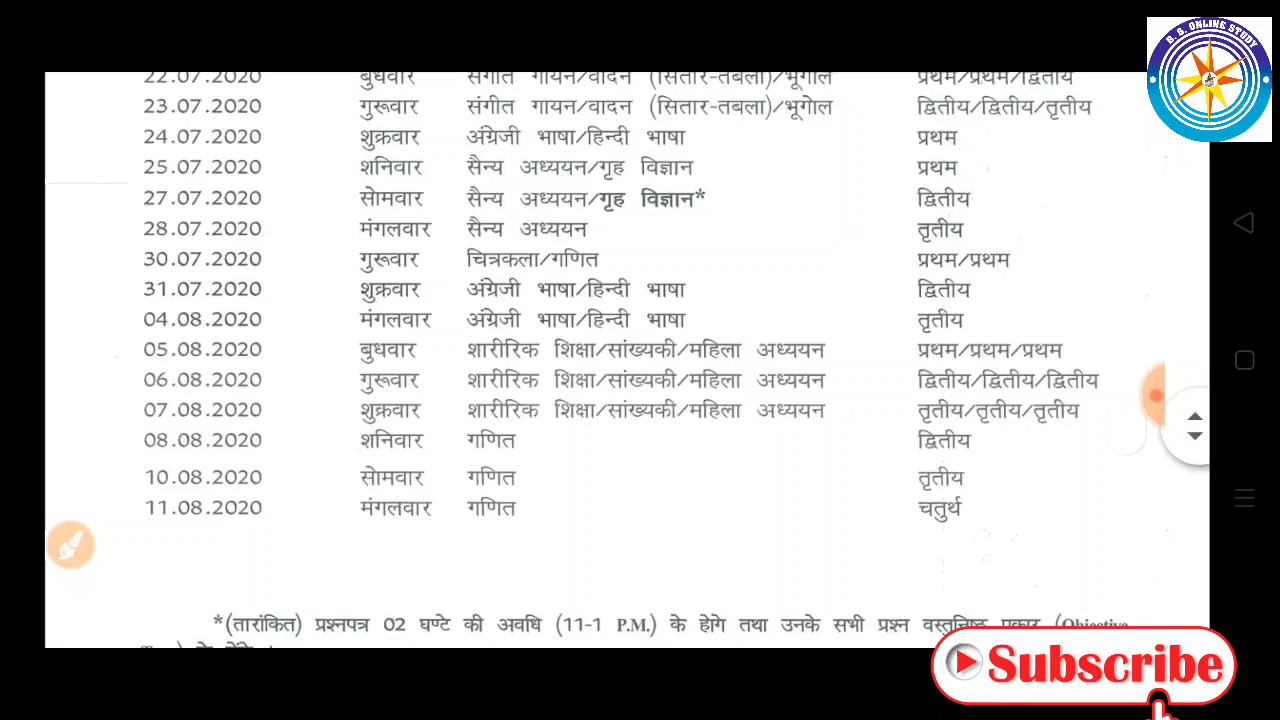 B. S. ONLINE STUDY
22.07.2020 बुधवार संगीत गायन/वादन (सितार-तबला)/भूगोल प्रथम/प्रथम/द्वितीय
23.07.2020 गुरूवार संगीत गायन/वादन (सितार-तबला)/भूगोल द्वितीय/द्वितीय/तृतीय
24.07.2020 शुक्रवार अंग्रेजी भाषा/हिन्दी भाषा प्रथम
25.07.2020 शनिवार सैन्य अध्ययन/गृह विज्ञान प्रथम
27.07.2020 सोमवार सैन्य अध्ययन/गृह विज्ञान* द्वितीय
28.07.2020 मंगलवार सैन्य अध्ययन तृतीय
30.07.2020 गुरूवार चित्रकला/गणित प्रथम/प्रथम
31.07.2020 शुक्रवार अंग्रेजी भाषा/हिन्दी भाषा द्वितीय
04.08.2020 मंगलवार अंग्रेजी भाषा/हिन्दी भाषा तृतीय
05.08.2020 बुधवार शारीरिक शिक्षा/सांख्यकी/महिला अध्ययन प्रथम/प्रथम/प्रथम
06.08.2020 गुरूवार शारीरिक शिक्षा/सांख्यकी/महिला अध्ययन द्वितीय/द्वितीय/द्वितीय
07.08.2020 शुक्रवार शारीरिक शिक्षा/सांख्यकी/महिला अध्ययन तृतीय/तृतीय/तृतीय
08.08.2020 शनिवार गणित द्वितीय
10.08.2020 सोमवार गणित तृतीय
11.08.2020 मंगलवार गणित चतुर्थ
*(तारांकित) प्रश्नपत्र 02 घण्टे की अवधि (11-1 P.M.) के होगे तथा उनके सभी प्रश्न वस्तुनिष्ठ प्रकार (Objective
Subscribe